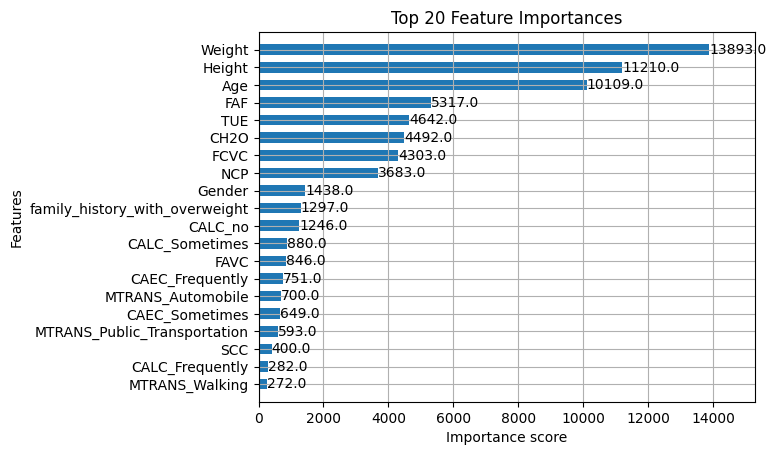 Top 20 Feature Importances
Features
Weight 13893.0
Height 11210.0
Age 10109.0
FAF 5317.0
TUE 4642.0
CH2O 4492.0
FCVC 4303.0
NCP 3683.0
Gender 1438.0
family_history_with_overweight 1297.0
CALC_no 1246.0
CALC_Sometimes 880.0
FAVC 846.0
CAEC_Frequently 751.0
MTRANS_Automobile 700.0
CAEC_Sometimes 649.0
MTRANS_Public_Transportation 593.0
SCC 400.0
CALC_Frequently 282.0
MTRANS_Walking 272.0
0 2000 4000 6000 8000 10000 12000 14000
Importance score